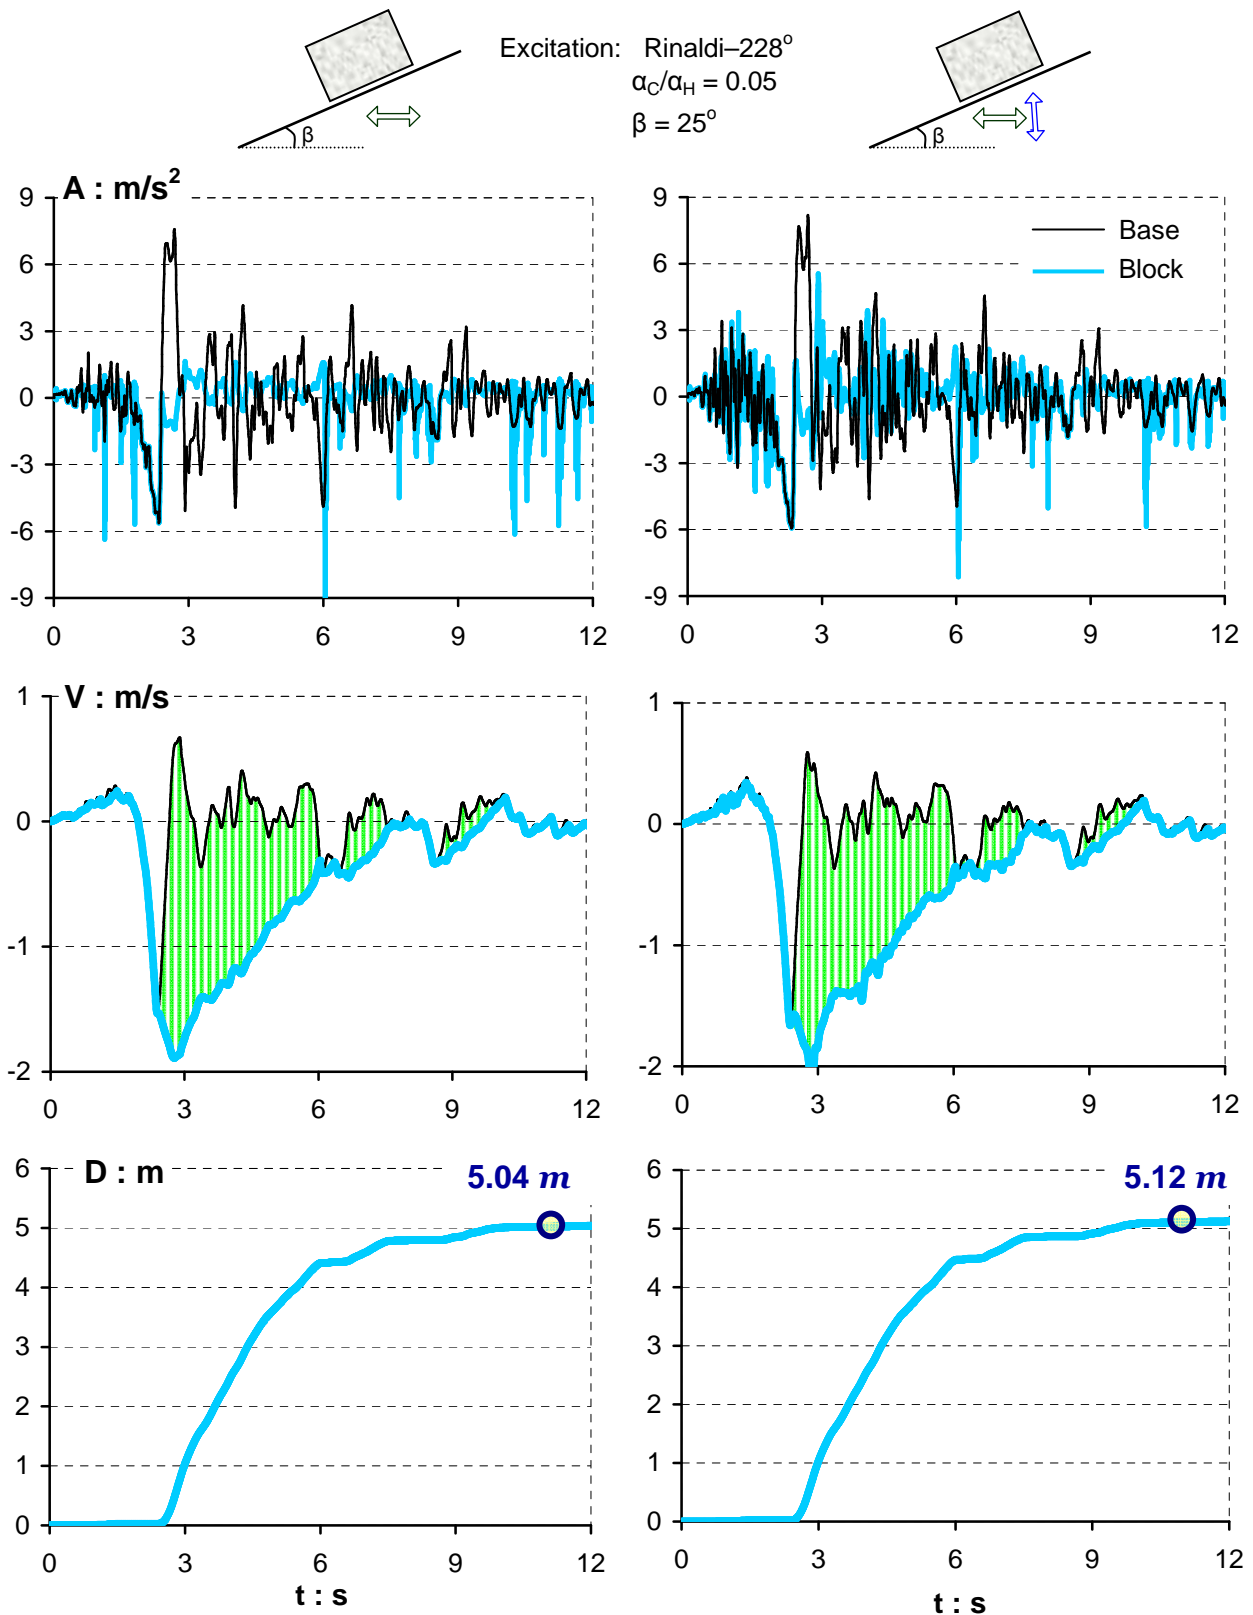 Excitation: Rinaldi–228°
α_C/α_H = 0.05
β = 25°
β
β
A : m/s²
9
6
3
0
-3
-6
-9
0 3 6 9 12
9
6
3
0
-3
-6
-9
0 3 6 9 12
Base
Block
V : m/s
1
0
-1
-2
0 3 6 9 12
1
0
-1
-2
0 3 6 9 12
D : m
5.04 m
6
5
4
3
2
1
0
0 3 6 9 12
t : s
5.12 m
6
5
4
3
2
1
0
0 3 6 9 12
t : s